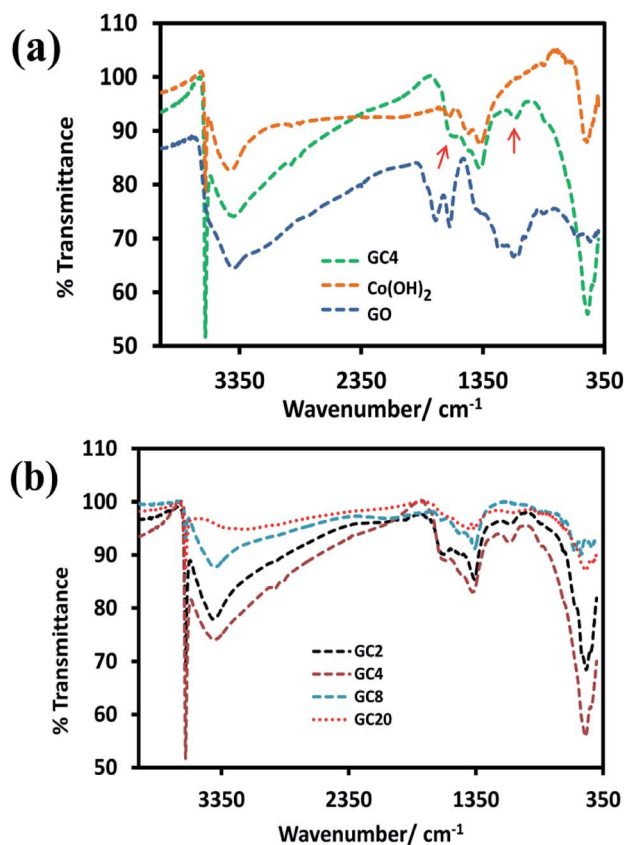 (a)
110
100
90
80
70
60
50
% Transmittance
GC4
Co(OH)2
GO
3350
2350
1350
350
Wavenumber/ cm-1
(b)
110
100
90
80
70
60
50
% Transmittance
GC2
GC4
GC8
GC20
3350
2350
1350
350
Wavenumber/ cm-1